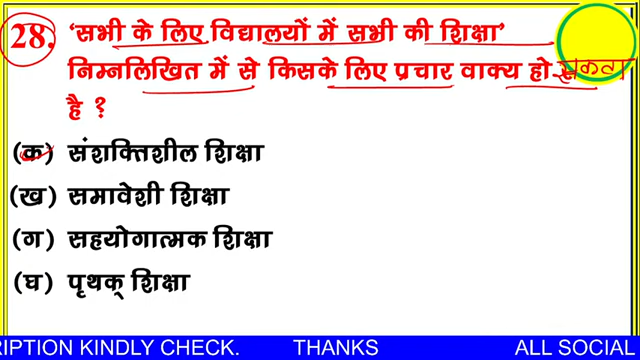 28. ‘सभी के लिए विद्यालयों में सभी की शिक्षा’
निम्नलिखित में से किसके लिए प्रचार वाक्य हो सकता
है ?
(क) संशक्तिशील शिक्षा
(ख) समावेशी शिक्षा
(ग) सहयोगात्मक शिक्षा
(घ) पृथक् शिक्षा
RIPTION KINDLY CHECK. THANKS ALL SOCIAL